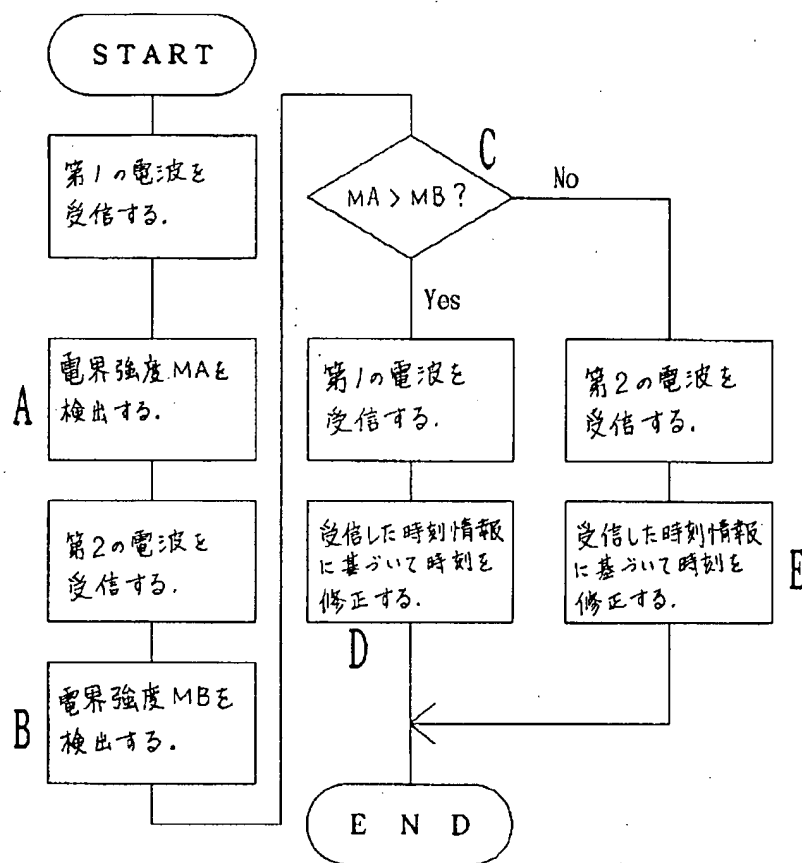 START
第1の電波を
受信する.
A
電界強度MAを
検出する.
第2の電波を
受信する.
B
電界強度MBを
検出する.
C
MA>MB?
No
Yes
第1の電波を
受信する.
受信した時刻情報
に基づいて時刻を
修正する.
D
第2の電波を
受信する.
受信した時刻情報
に基づいて時刻を
修正する.
E
END